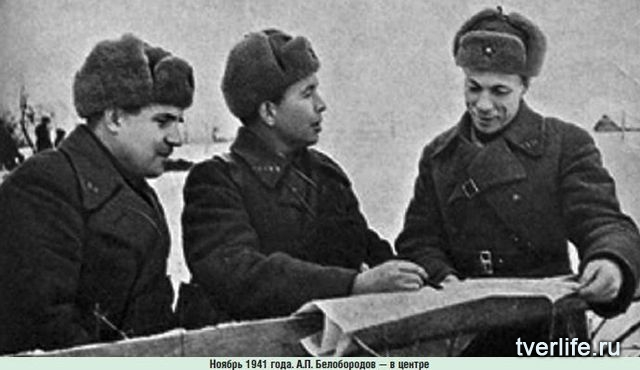 Ноябрь 1941 года. А.П. Белобородов — в центре
tverlife.ru